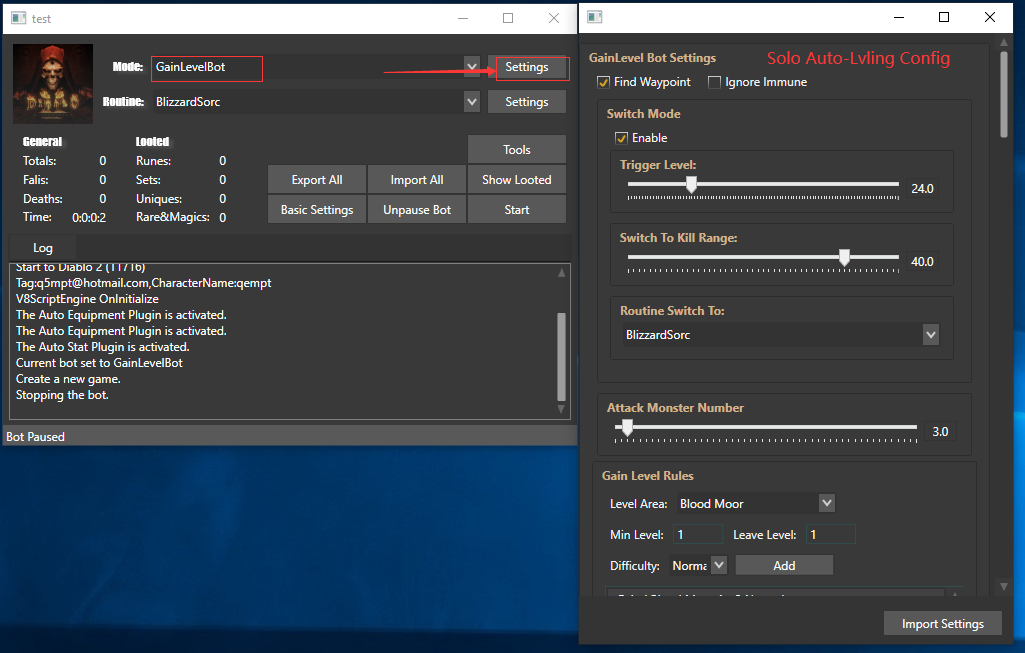 test
Mode: GainLevelBot Settings
Routine: BlizzardSorc Settings
DIABLO
General Looted
Totals: 0 Runes: 0
Falis: 0 Sets: 0
Deaths: 0 Uniques: 0
Time: 0:0:0:2 Rare&Magics: 0
Tools
Export All Import All Show Looted
Basic Settings Unpause Bot Start
Log
Start to Diablo 2 (11716)
Tag:q5mpt@hotmail.com,CharacterName:qempt
V8ScriptEngine OnInitialize
The Auto Equipment Plugin is activated.
The Auto Equipment Plugin is activated.
The Auto Stat Plugin is activated.
Current bot set to GainLevelBot
Create a new game.
Stopping the bot.
Bot Paused
GainLevel Bot Settings
Solo Auto-Lvling Config
Find Waypoint Ignore Immune
Switch Mode
Enable
Trigger Level:
24.0
Switch To Kill Range:
40.0
Routine Switch To:
BlizzardSorc
Attack Monster Number
3.0
Gain Level Rules
Level Area: Blood Moor
Min Level: 1 Leave Level: 1
Difficulty: Norma Add
Import Settings